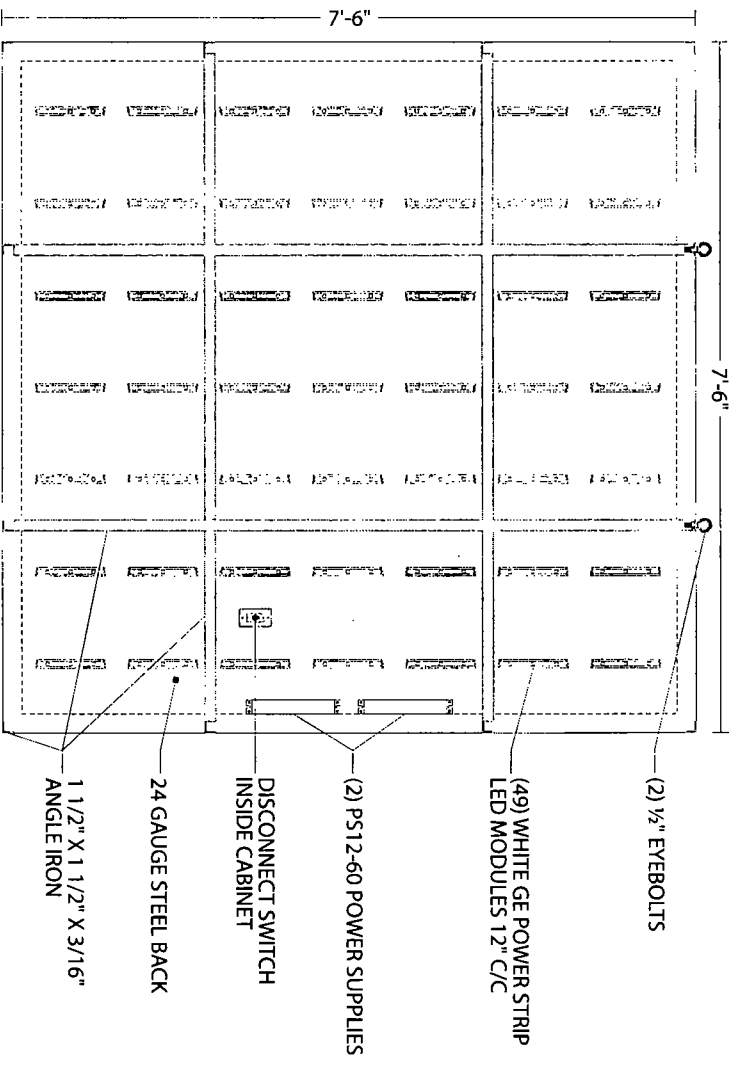 7'-6"
7'-6"
(2) ½" EYEBOLTS
(49) WHITE GE POWER STRIP
LED MODULES 12" C/C
(2) PS12-60 POWER SUPPLIES
DISCONNECT SWITCH
INSIDE CABINET
24 GAUGE STEEL BACK
1 1/2" X 1 1/2" X 3/16"
ANGLE IRON